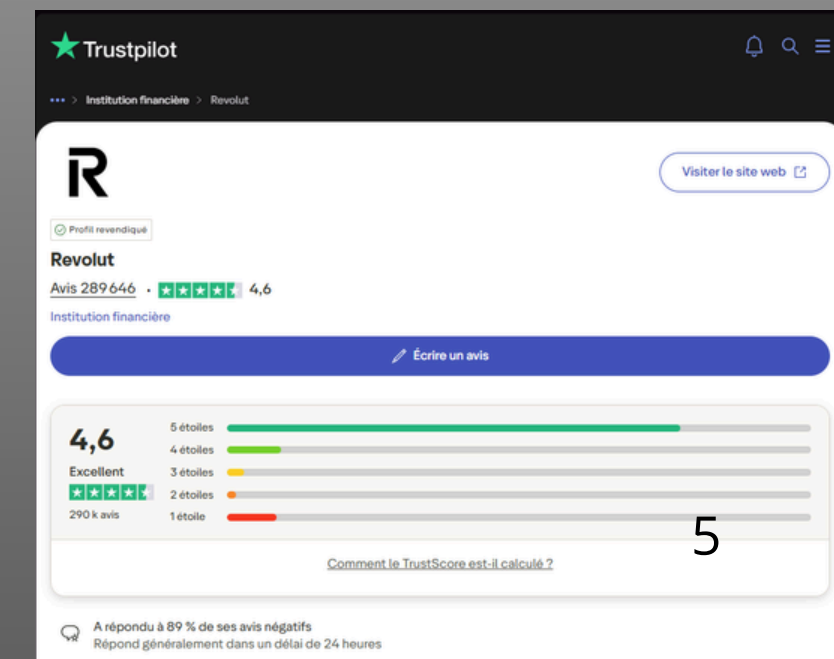 Trustpilot
••• > Institution financière > Revolut
R
Visiter le site web
Profil revendiqué
Revolut
Avis 289 646 · 4,6
Institution financière
Écrire un avis
4,6
Excellent
290 k avis
5 étoiles
4 étoiles
3 étoiles
2 étoiles
1 étoile
5
Comment le TrustScore est-il calculé ?
A répondu à 89 % de ses avis négatifs
Répond généralement dans un délai de 24 heures